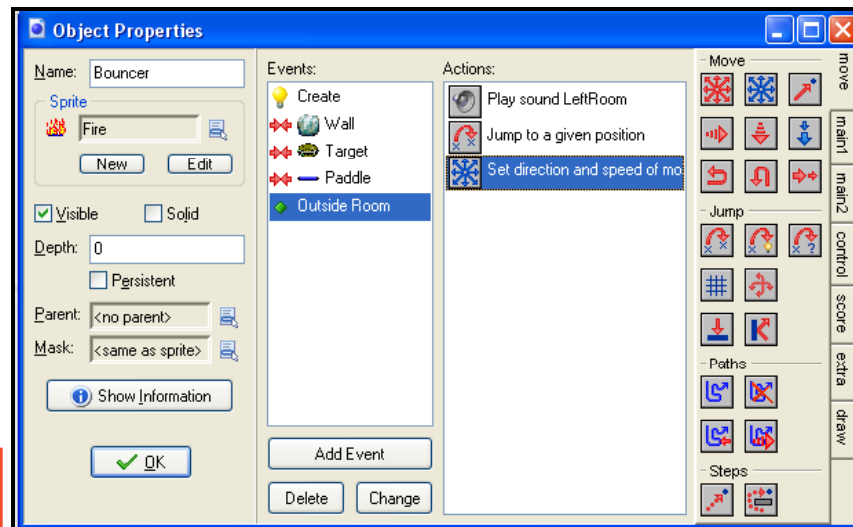 Object Properties
Name: Bouncer
Sprite
Fire
New Edit
Visible Solid
Depth: 0
Persistent
Parent: <no parent>
Mask: <same as sprite>
Show Information
OK
Events:
Create
Wall
Target
Paddle
Outside Room
Add Event
Delete Change
Actions:
Play sound LeftRoom
Jump to a given position
Set direction and speed of mo
Move
Jump
Paths
Steps
move
main1
main2
control
score
extra
draw